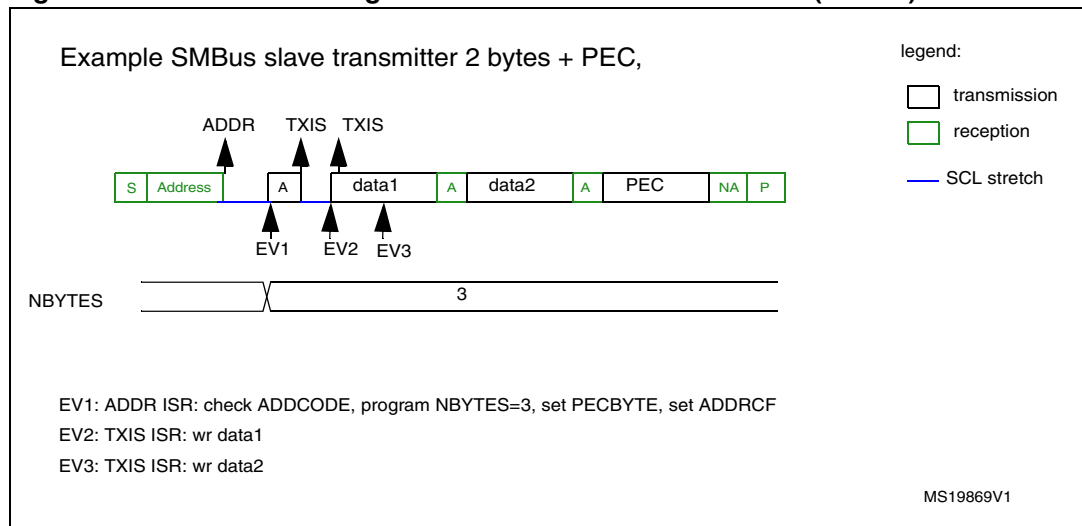 Example SMBus slave transmitter 2 bytes + PEC,
legend:
transmission
reception
SCL stretch
ADDR TXIS TXIS
S Address A data1 A data2 A PEC NA P
EV1 EV2 EV3
NBYTES 3
EV1: ADDR ISR: check ADDCODE, program NBYTES=3, set PECBYTE, set ADDRCF
EV2: TXIS ISR: wr data1
EV3: TXIS ISR: wr data2
MS19869V1